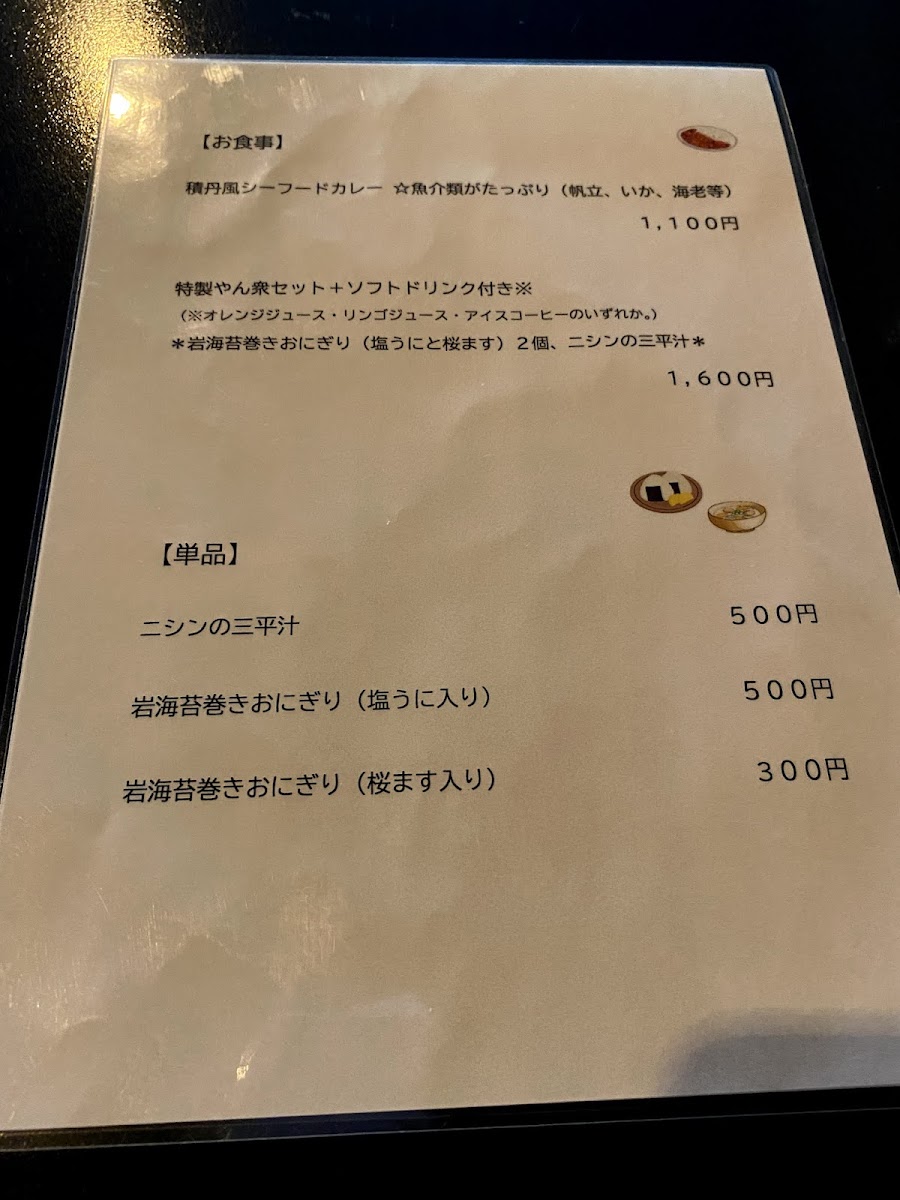 【お食事】
積丹風シーフードカレー ☆魚介類がたっぷり（帆立、いか、海老等）
１,１００円
特製やん衆セット＋ソフトドリンク付き※
（※オレンジジュース・リンゴジュース・アイスコーヒーのいずれか。）
＊岩海苔巻きおにぎり（塩うにと桜ます）２個、ニシンの三平汁＊
１,６００円
【単品】
ニシンの三平汁 ５００円
岩海苔巻きおにぎり（塩うに入り） ５００円
岩海苔巻きおにぎり（桜ます入り） ３００円